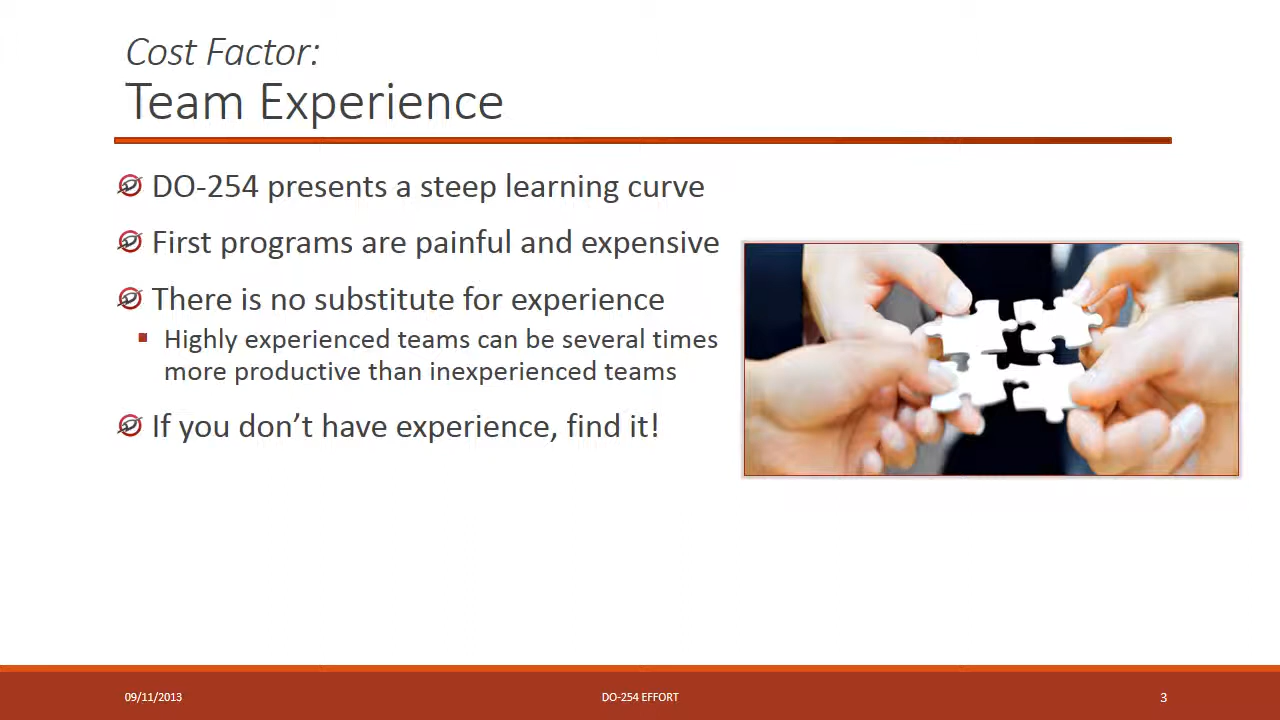 Cost Factor:
Team Experience
DO-254 presents a steep learning curve
First programs are painful and expensive
There is no substitute for experience
Highly experienced teams can be several times
more productive than inexperienced teams
If you don’t have experience, find it!
09/11/2013
DO-254 EFFORT
3